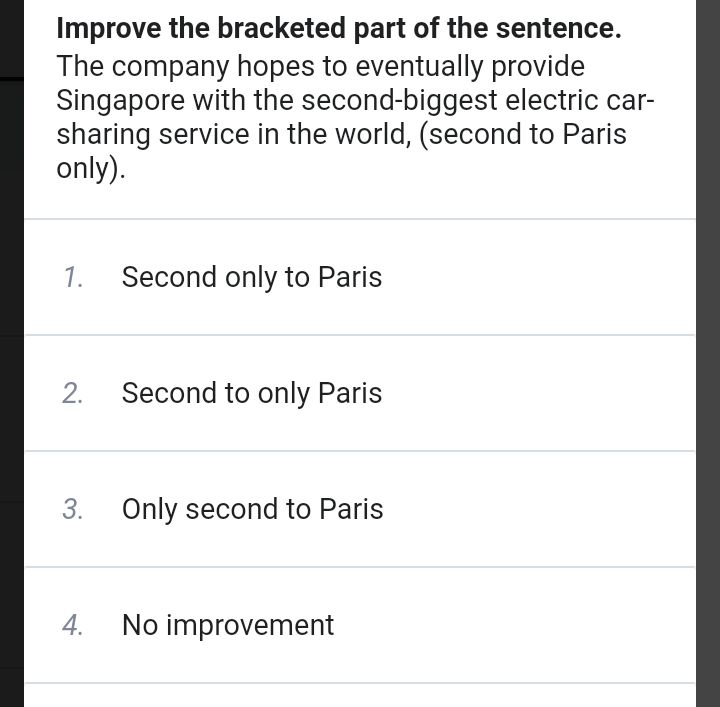 Improve the bracketed part of the sentence.
The company hopes to eventually provide
Singapore with the second-biggest electric car-
sharing service in the world, (second to Paris
only).
1. Second only to Paris
2. Second to only Paris
3. Only second to Paris
4. No improvement